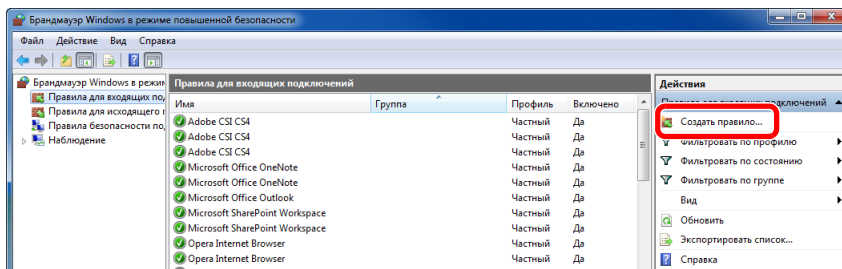 Брандмауэр Windows в режиме повышенной безопасности
Файл Действие Вид Справка
Брандмауэр Windows в режим
Правила для входящих по
Правила для исходящего
Правила безопасности по
Наблюдение
Правила для входящих подключений
Имя Группа Профиль Включено
Adobe CSI CS4 Частный Да
Adobe CSI CS4 Частный Да
Adobe CSI CS4 Частный Да
Microsoft Office OneNote Частный Да
Microsoft Office OneNote Частный Да
Microsoft Office Outlook Частный Да
Microsoft SharePoint Workspace Частный Да
Microsoft SharePoint Workspace Частный Да
Opera Internet Browser Частный Да
Opera Internet Browser Частный Да
Действия
Правила для входящих подключений
Создать правило...
Фильтровать по профилю
Фильтровать по состоянию
Фильтровать по группе
Вид
Обновить
Экспортировать список...
Справка